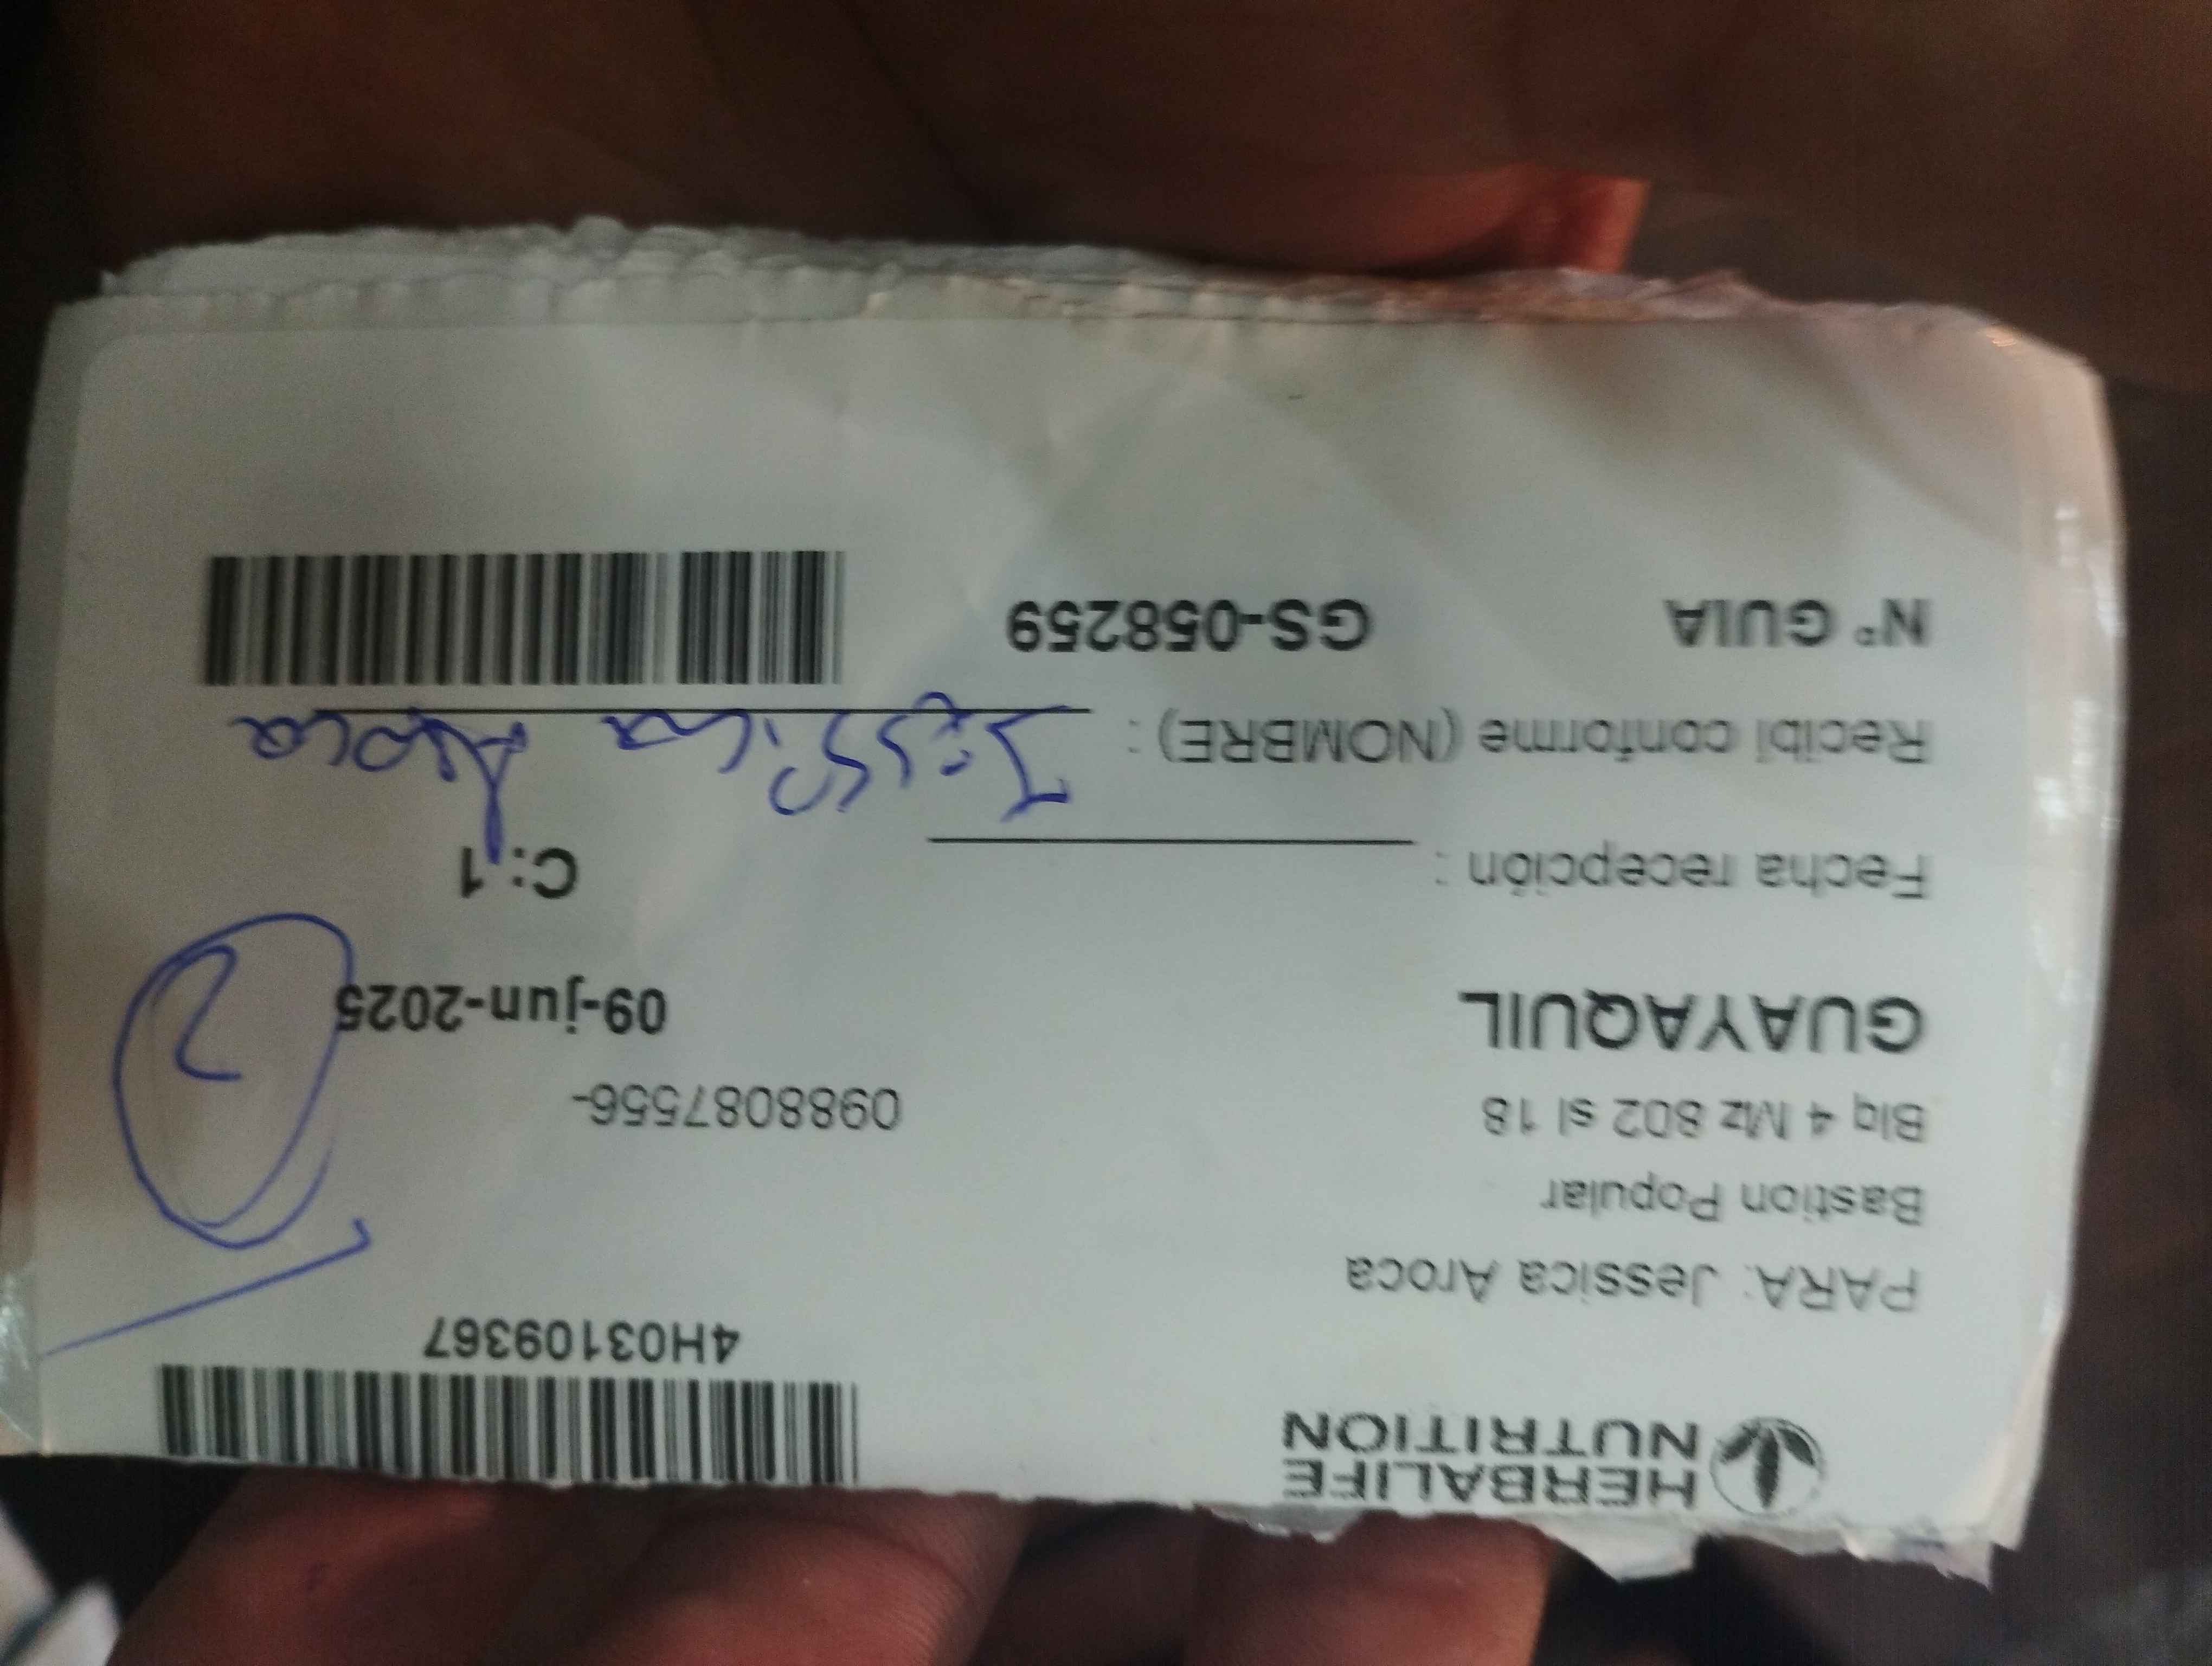 HERBALIFE
NUTRITION
4H03109367
PARA: Jessica Aroca
Bastion Popular
Blq 4 Mz 802 sl 18
0988087556-
GUAYAQUIL
09-jun-2025
2
Fecha recepción :
C: 1
Recibí conforme (NOMBRE) : Jessica Aroca
N° GUIA GS-058259